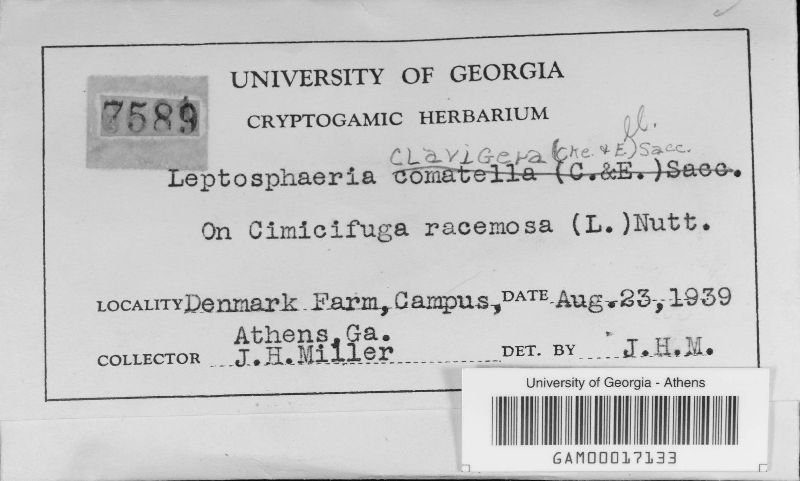 7589
UNIVERSITY OF GEORGIA
CRYPTOGAMIC HERBARIUM
ll.
CLAVIGERA (Cke. & E) Sacc.
Leptosphaeria comatella (C.&E.)Sacc.
On Cimicifuga racemosa (L.)Nutt.
LOCALITY Denmark Farm, Campus, DATE Aug. 23, 1939
Athens, Ga.
COLLECTOR J.H.Miller DET. BY J.H.M.
University of Georgia - Athens
GAM00017133